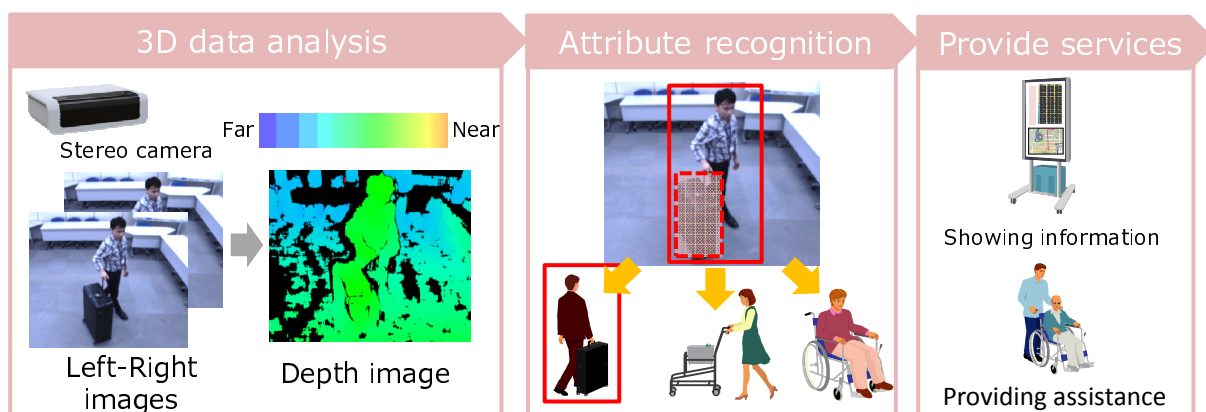 3D data analysis
Attribute recognition
Provide services
Stereo camera
Far
Near
Left-Right
images
Depth image
Showing information
Providing assistance